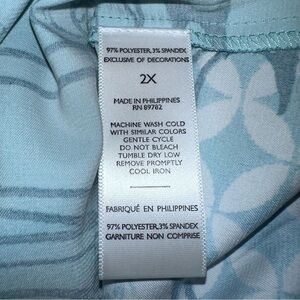 97% POLYESTER, 3% SPANDEX
EXCLUSIVE OF DECORATIONS
2X
MADE IN PHILIPPINES
RN 89782
MACHINE WASH COLD
WITH SIMILAR COLORS
GENTLE CYCLE
DO NOT BLEACH
TUMBLE DRY LOW
REMOVE PROMPTLY
COOL IRON
FABRIQUÉ EN PHILIPPINES
97% POLYESTER, 3% SPANDEX
GARNITURE NON COMPRISE